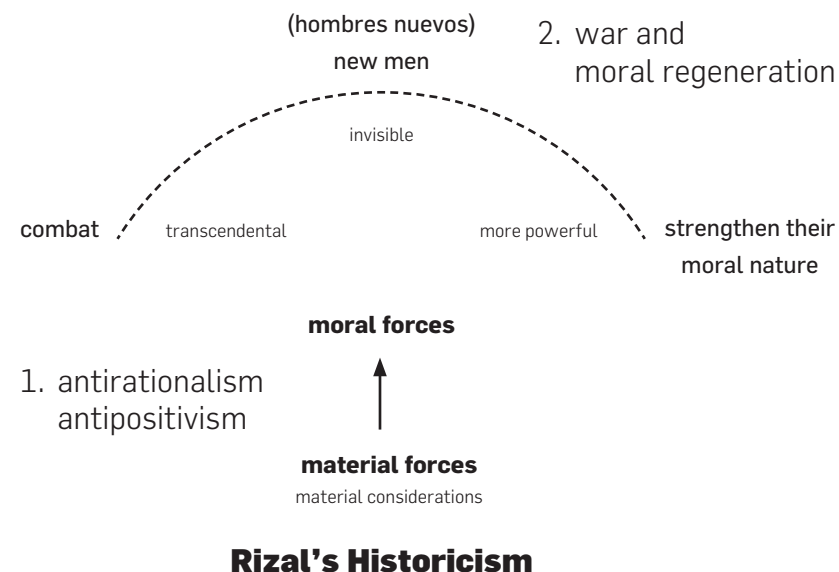 (hombres nuevos)
new men
2. war and
moral regeneration
invisible
combat
transcendental
more powerful
strengthen their
moral nature
moral forces
1. antirationalism
antipositivism
material forces
material considerations
Rizal's Historicism